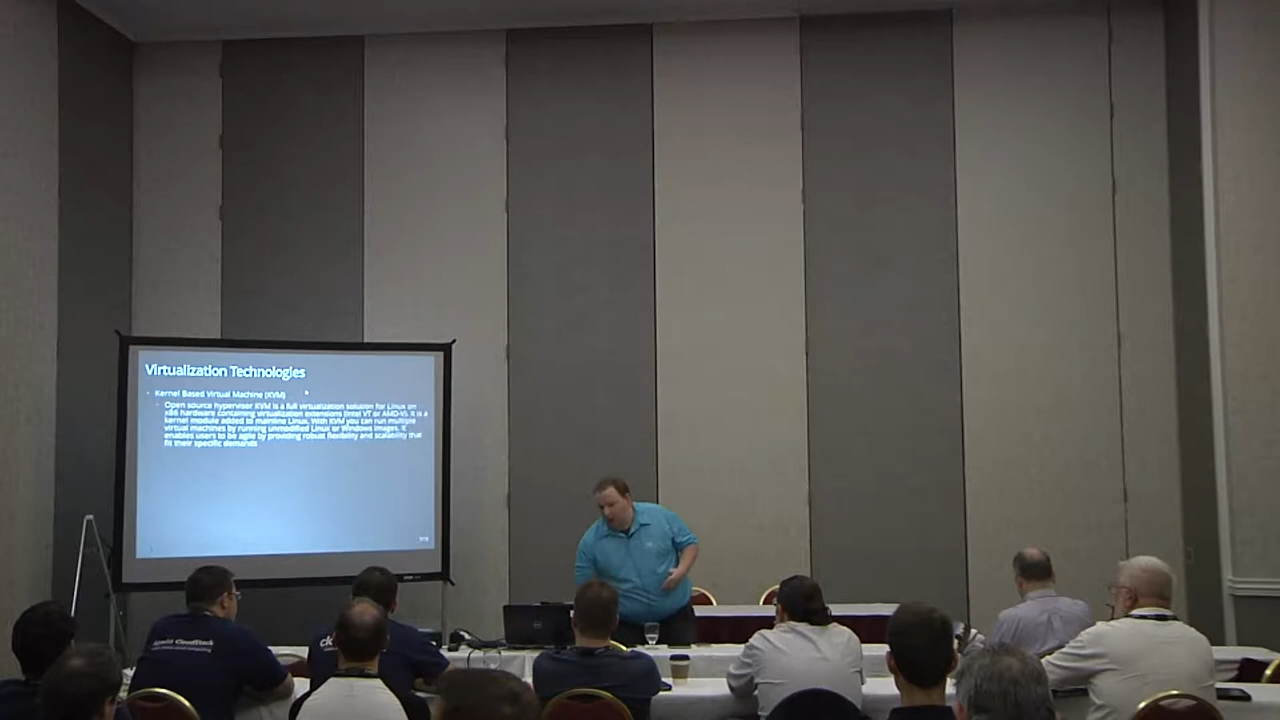 Virtualization Technologies
Kernel Based Virtual Machine (KVM)
Open source hypervisor KVM is a full virtualization solution for Linux on
x86 hardware containing virtualization extensions (Intel VT or AMD-V). It is a
kernel module added to mainline Linux. With KVM you can run multiple
virtual machines by running unmodified Linux or Windows images. It
enables users to be agile by providing robust flexibility and scalability that
fit their specific demands
CloudStack
DELL